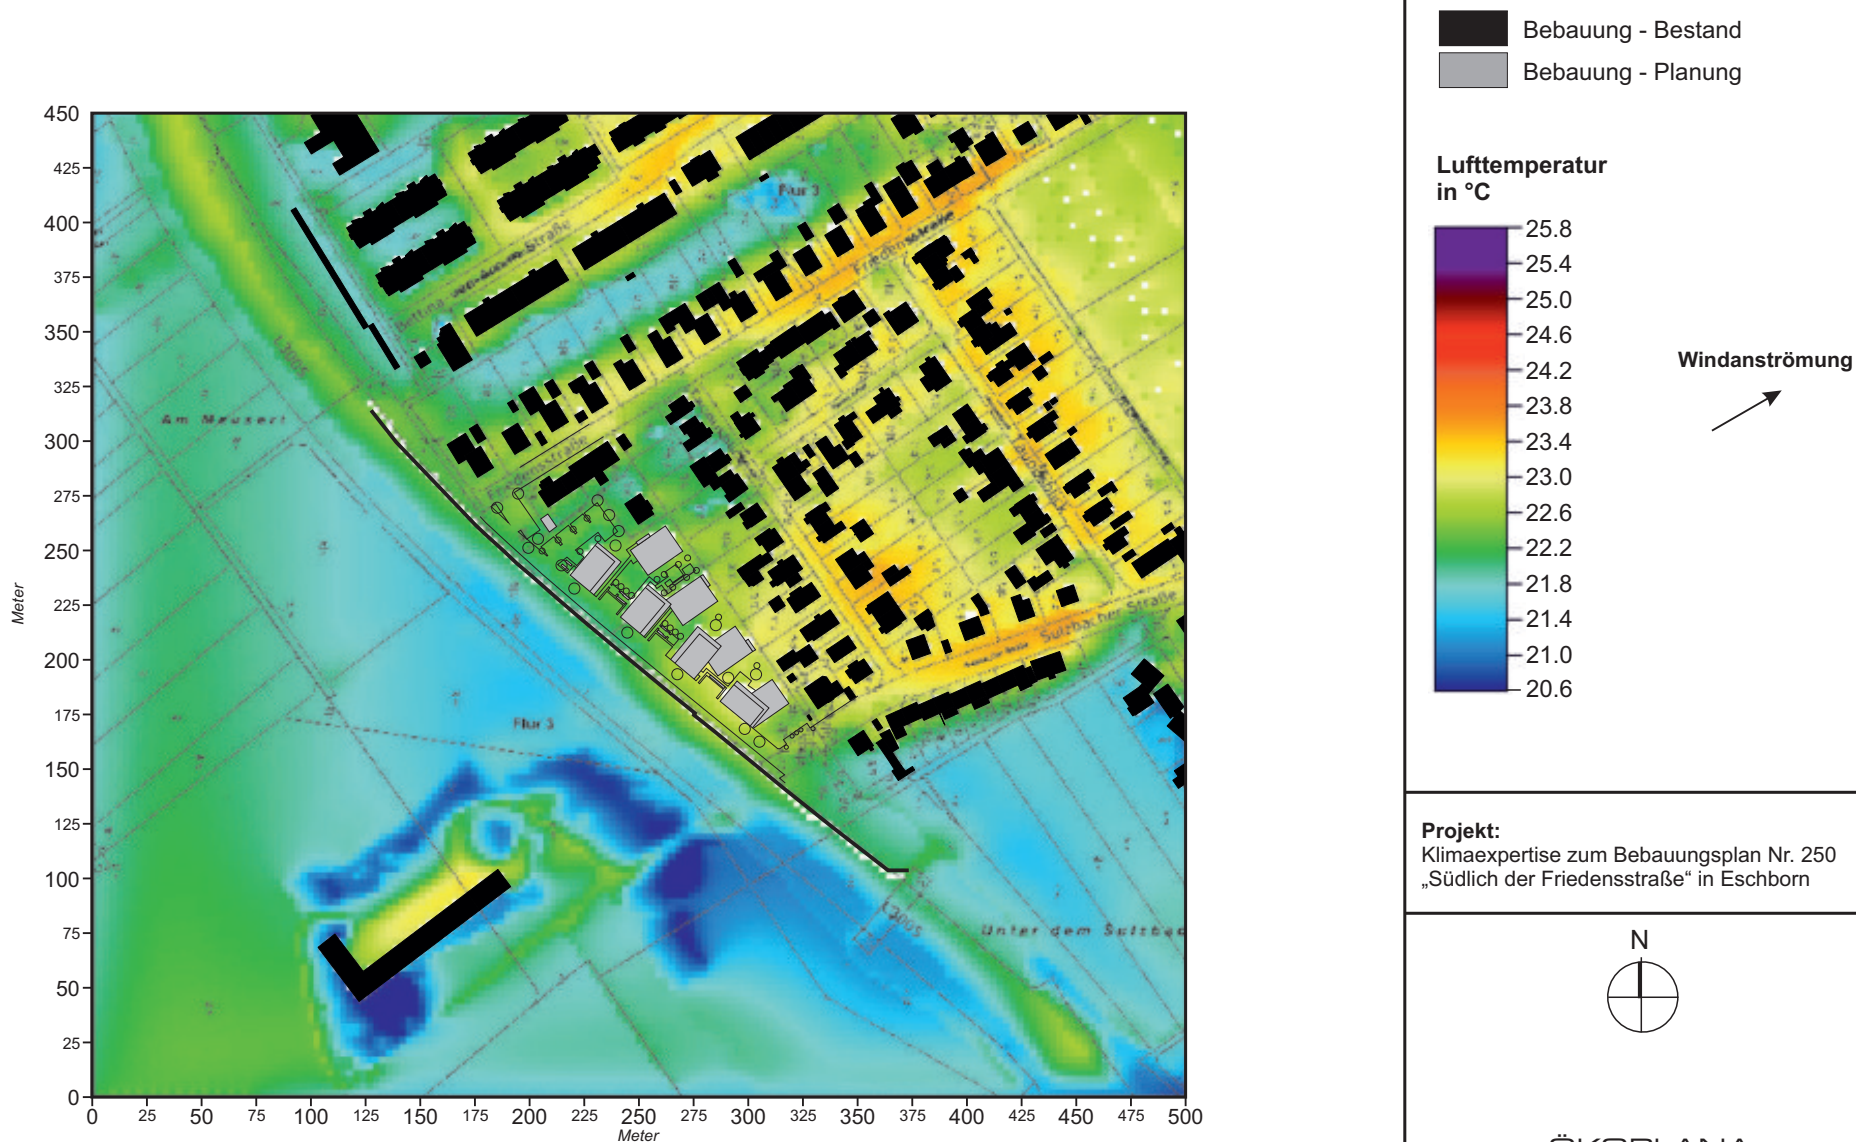 Bebauung - Bestand
Bebauung - Planung
Lufttemperatur
in °C
25.8
25.4
25.0
24.6
24.2
23.8
23.4
23.0
22.6
22.2
21.8
21.4
21.0
20.6
Windanströmung
Projekt:
Klimaexpertise zum Bebauungsplan Nr. 250
„Südlich der Friedensstraße“ in Eschborn
N
ÖKOPLANA
Meter
450
425
400
375
350
325
300
275
250
225
200
175
150
125
100
75
50
25
0
0 25 50 75 100 125 150 175 200 225 250 275 300 325 350 375 400 425 450 475 500
Meter
Flur 3
Friedensstraße
L3005
Am Meusert
Friedensstraße
Sulzbacher Straße
Flur 3
L3005
Unter dem Sulzbac